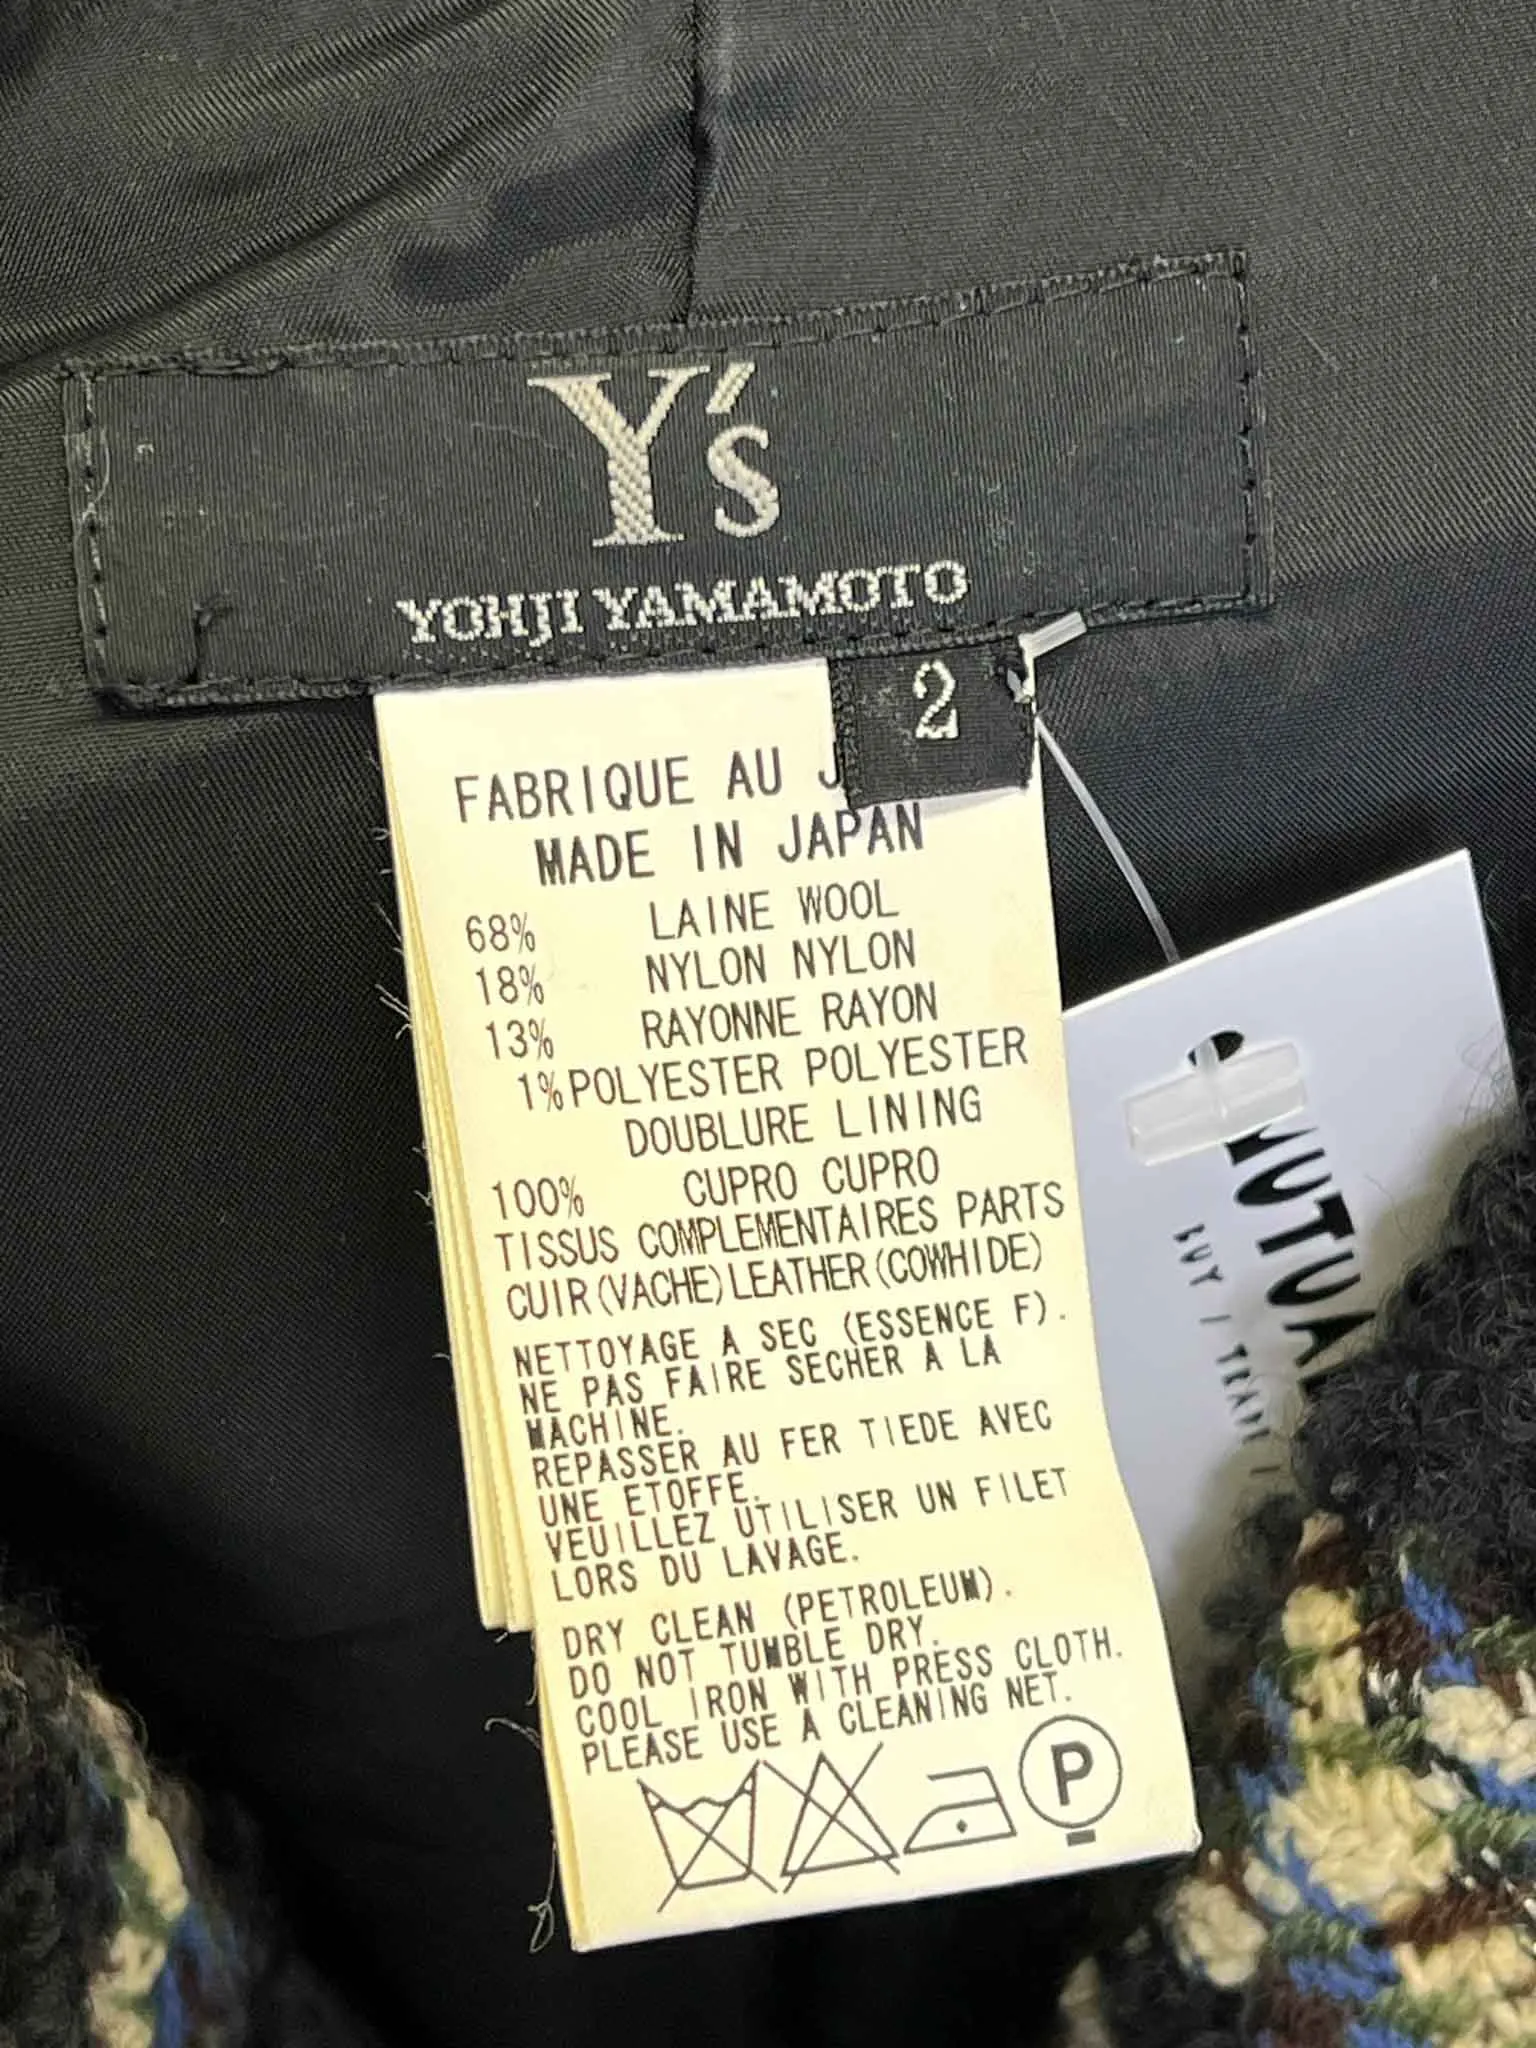 Y's
YOHJI YAMAMOTO
2
FABRIQUE AU
MADE IN JAPAN
68% LAINE WOOL
18% NYLON NYLON
13% RAYONNE RAYON
1% POLYESTER POLYESTER
DOUBLURE LINING
100% CUPRO CUPRO
TISSUS COMPLEMENTAIRES PARTS
CUIR(VACHE)LEATHER(COWHIDE)
NETTOYAGE A SEC (ESSENCE F).
NE PAS FAIRE SECHER A LA
MACHINE.
REPASSER AU FER TIEDE AVEC
UNE ETOFFE.
VEUILLEZ UTILISER UN FILET
LORS DU LAVAGE.
DRY CLEAN (PETROLEUM).
DO NOT TUMBLE DRY.
COOL IRON WITH PRESS CLOTH.
PLEASE USE A CLEANING NET.
P
BUY / TRADE /